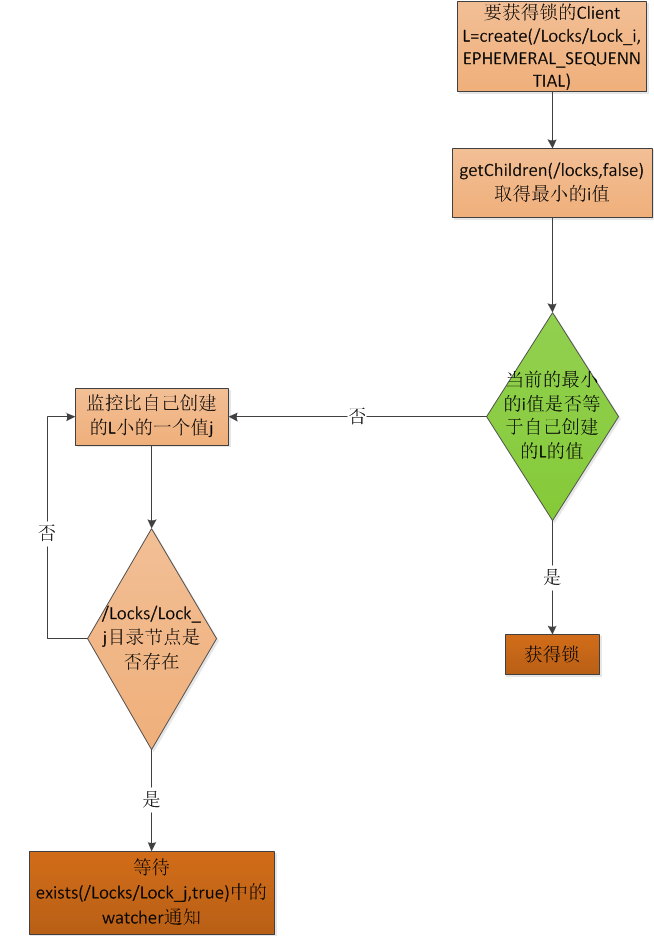 要获得锁的Client
L=create(/Locks/Lock_i,
EPHEMERAL_SEQUENN
TIAL)
getChildren(/locks,false)
取得最小的i值
当前的最小
的i值是否等
于自己创建
的L的值
否
监控比自己创建
的L小的一个值j
否
/Locks/Lock_
j目录节点是
否存在
是
获得锁
是
等待
exists(/Locks/Lock_j,true)中的
watcher通知